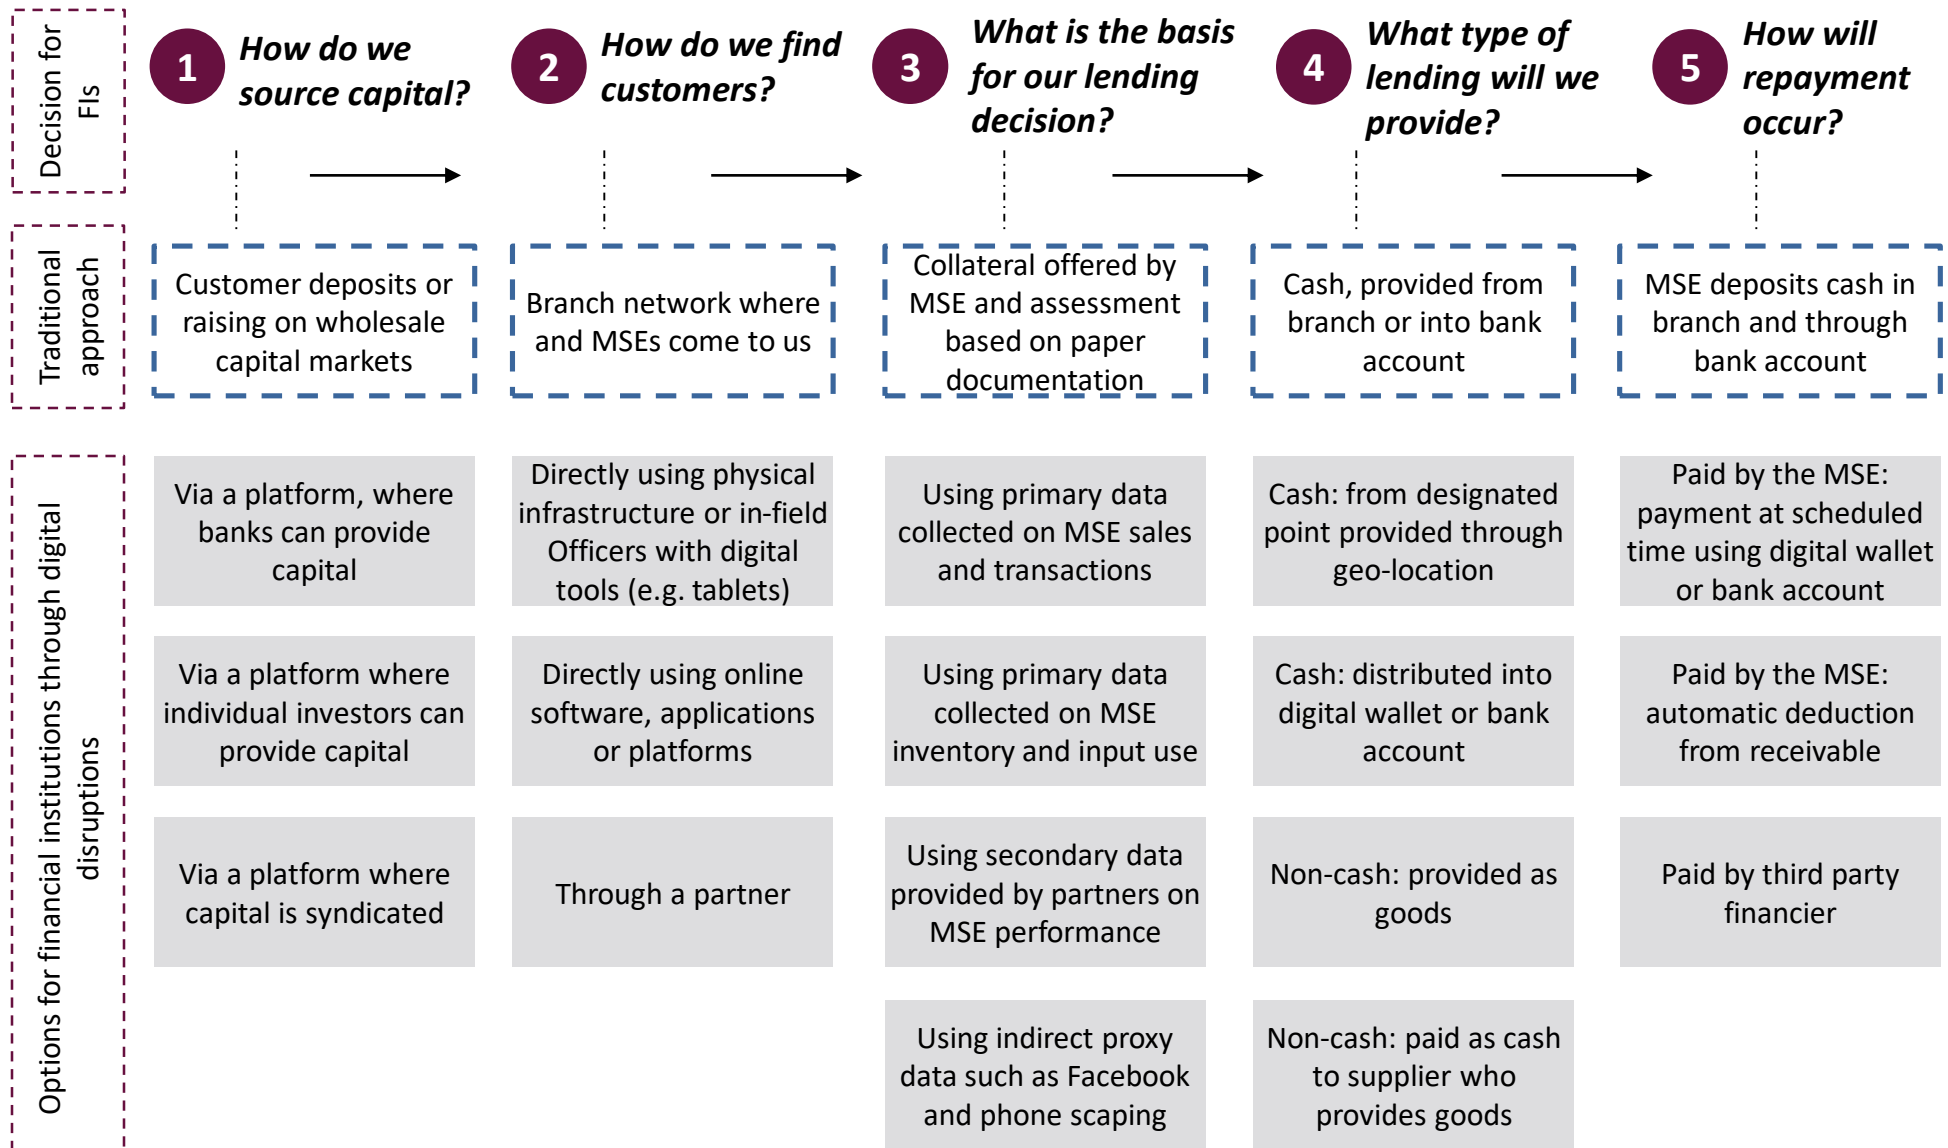 Decision for
FIs
1
How do we
source capital?
2
How do we find
customers?
3
What is the basis
for our lending
decision?
4
What type of
lending will we
provide?
5
How will
repayment
occur?
Traditional
approach
Customer deposits or
raising on wholesale
capital markets
Branch network where
and MSEs come to us
Collateral offered by
MSE and assessment
based on paper
documentation
Cash, provided from
branch or into bank
account
MSE deposits cash in
branch and through
bank account
Options for financial institutions through digital
disruptions
Via a platform, where
banks can provide
capital
Directly using physical
infrastructure or in-field
Officers with digital
tools (e.g. tablets)
Using primary data
collected on MSE sales
and transactions
Cash: from designated
point provided through
geo-location
Paid by the MSE:
payment at scheduled
time using digital wallet
or bank account
Via a platform where
individual investors can
provide capital
Directly using online
software, applications
or platforms
Using primary data
collected on MSE
inventory and input use
Cash: distributed into
digital wallet or bank
account
Paid by the MSE:
automatic deduction
from receivable
Via a platform where
capital is syndicated
Through a partner
Using secondary data
provided by partners on
MSE performance
Non-cash: provided as
goods
Paid by third party
financier
Using indirect proxy
data such as Facebook
and phone scaping
Non-cash: paid as cash
to supplier who
provides goods